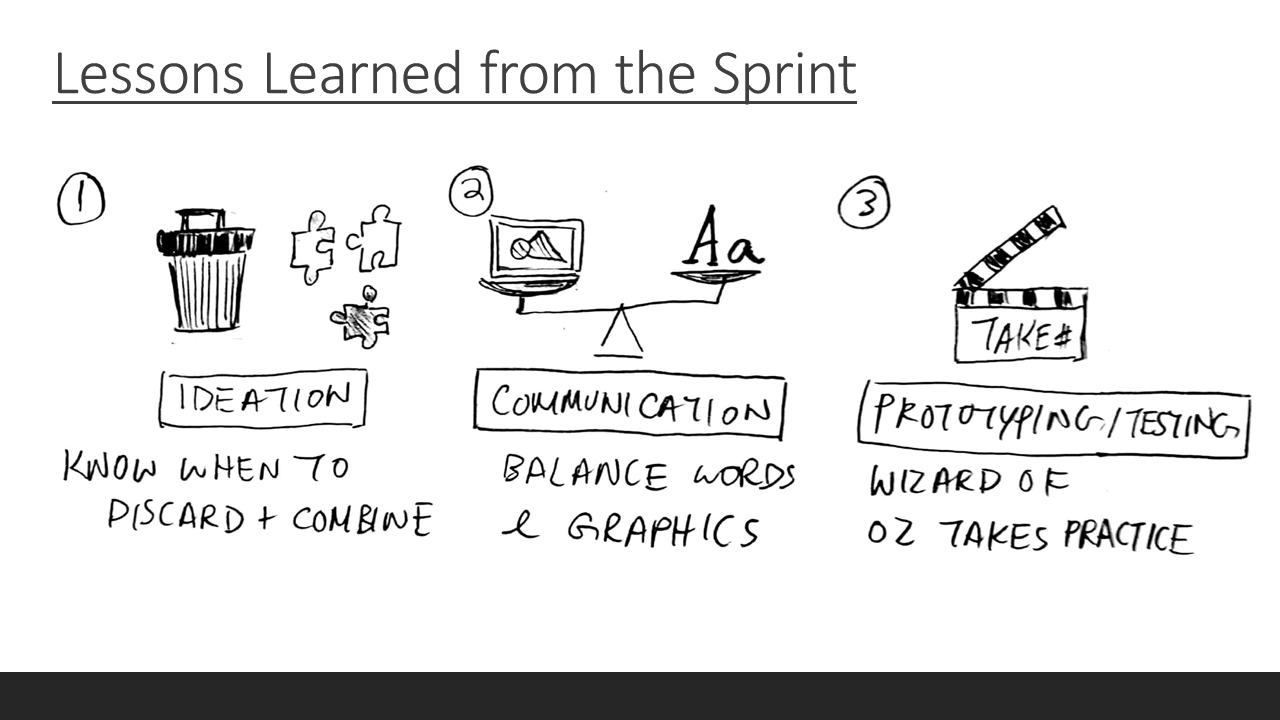 Lessons Learned from the Sprint
1
IDEATION
KNOW WHEN TO
DISCARD + COMBINE
2
Aa
COMMUNICATION
BALANCE WORDS
& GRAPHICS
3
TAKE#
PROTOTYPING/TESTING
WIZARD OF
OZ TAKES PRACTICE